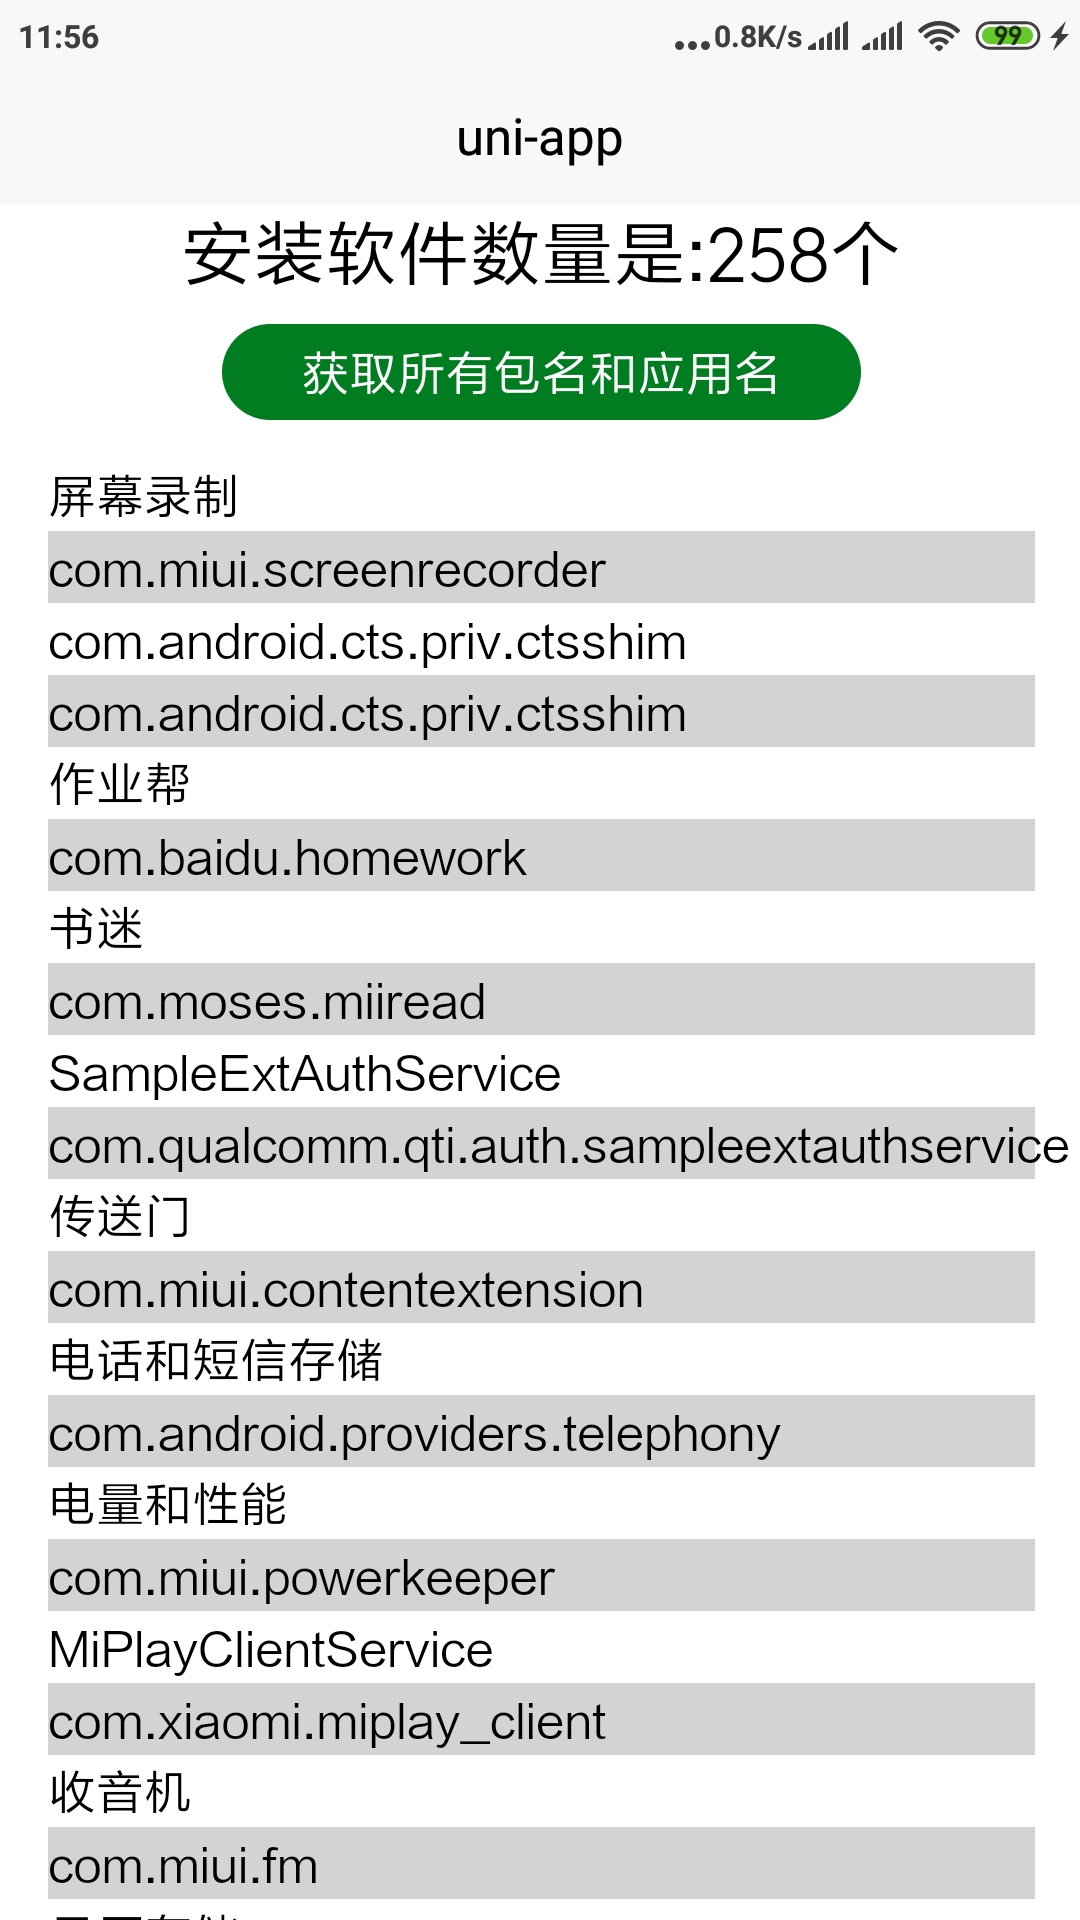 11:56
...0.8K/s
99
uni-app
安装软件数量是:258个
获取所有包名和应用名
屏幕录制
com.miui.screenrecorder
com.android.cts.priv.ctsshim
com.android.cts.priv.ctsshim
作业帮
com.baidu.homework
书迷
com.moses.miiread
SampleExtAuthService
com.qualcomm.qti.auth.sampleextauthservice
传送门
com.miui.contentextension
电话和短信存储
com.android.providers.telephony
电量和性能
com.miui.powerkeeper
MiPlayClientService
com.xiaomi.miplay_client
收音机
com.miui.fm